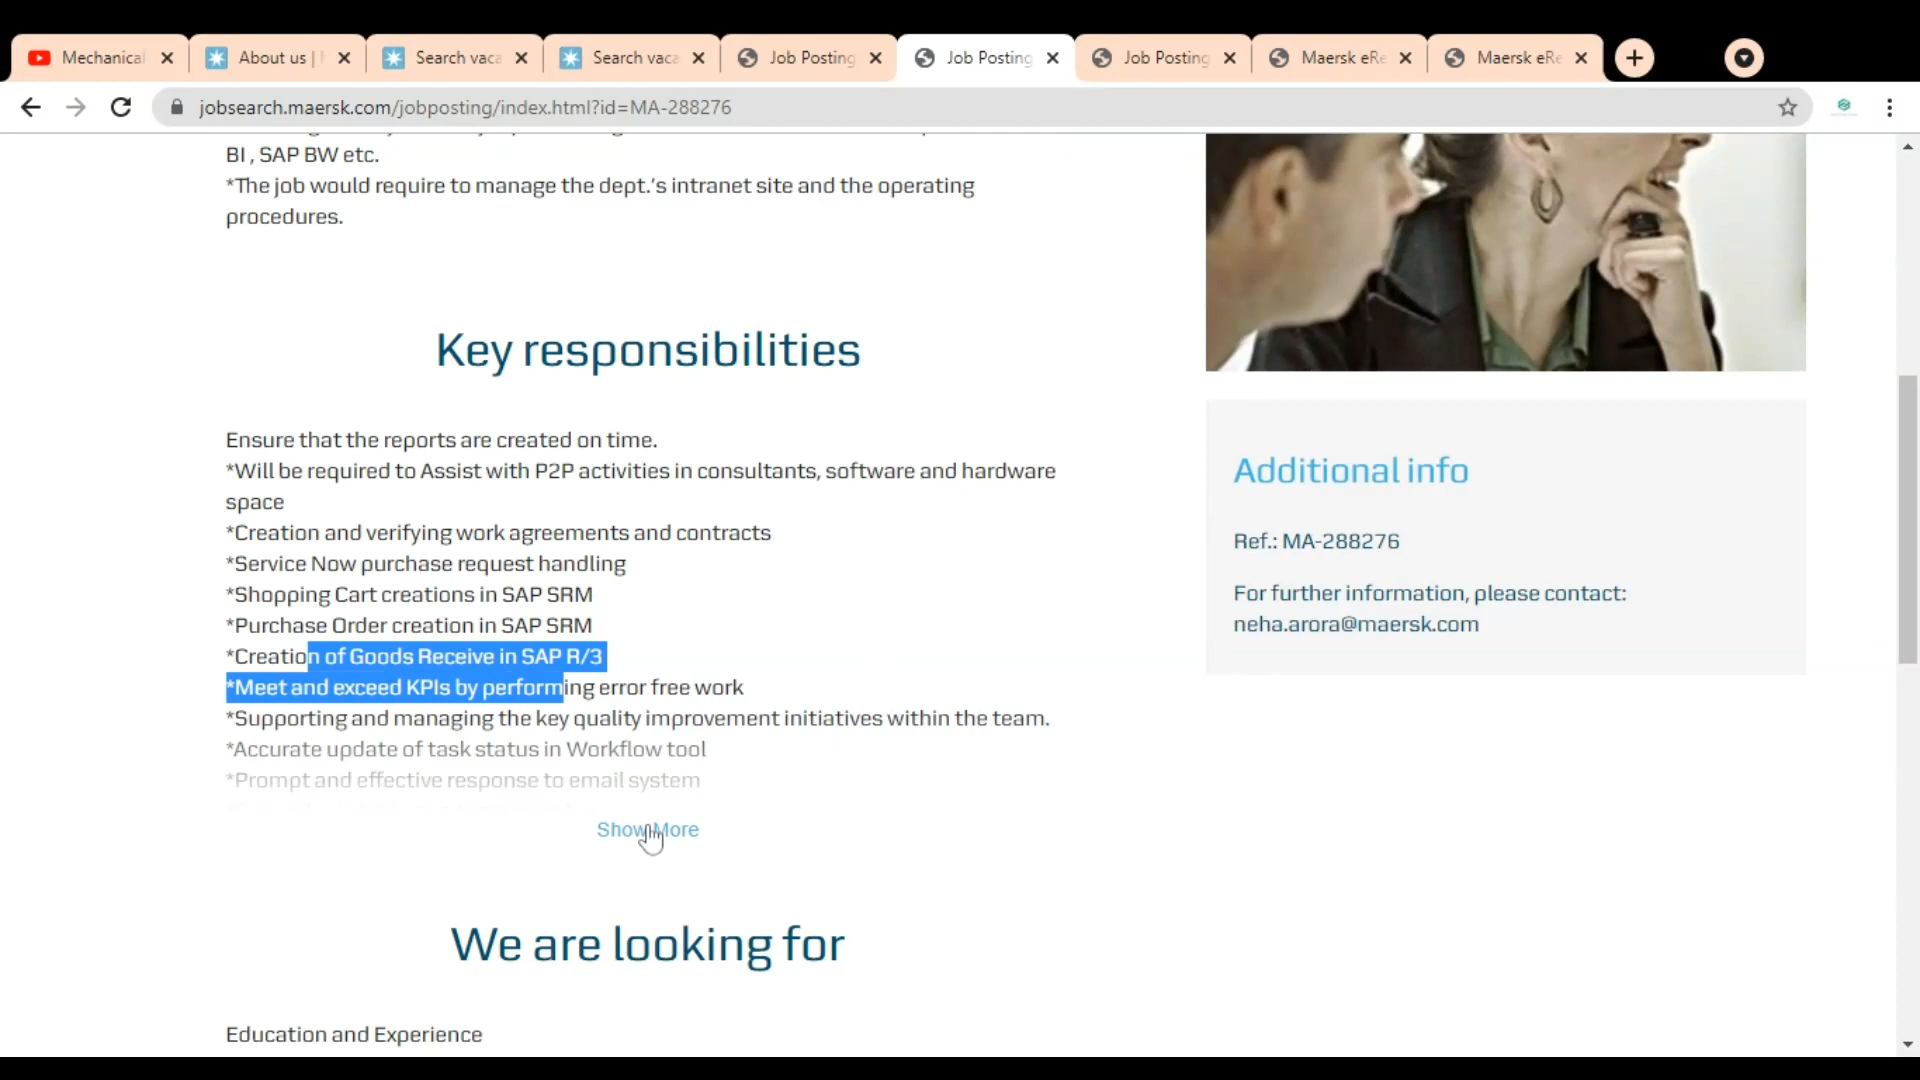 Mechanical
About us |
Search vaca
Search vaca
Job Posting
Job Posting
Job Posting
Maersk eRe
Maersk eRe
jobsearch.maersk.com/jobposting/index.html?id=MA-288276
BI , SAP BW etc.
*The job would require to manage the dept.'s intranet site and the operating
procedures.
Key responsibilities
Ensure that the reports are created on time.
*Will be required to Assist with P2P activities in consultants, software and hardware
space
*Creation and verifying work agreements and contracts
*Service Now purchase request handling
*Shopping Cart creations in SAP SRM
*Purchase Order creation in SAP SRM
*Creation of Goods Receive in SAP R/3
*Meet and exceed KPIs by performing error free work
*Supporting and managing the key quality improvement initiatives within the team.
*Accurate update of task status in Workflow tool
*Prompt and effective response to email system
Show More
We are looking for
Education and Experience
Additional info
Ref.: MA-288276
For further information, please contact:
neha.arora@maersk.com